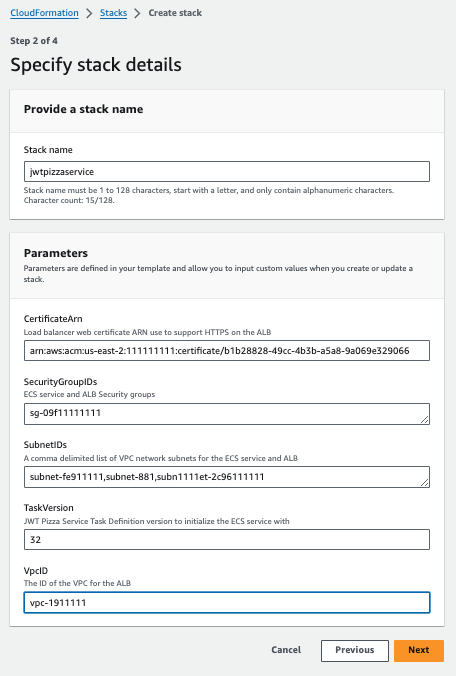 CloudFormation > Stacks > Create stack
Step 2 of 4
Specify stack details
Provide a stack name
Stack name
jwtpizzaservice
Stack name must be 1 to 128 characters, start with a letter, and only contain alphanumeric characters.
Character count: 15/128.
Parameters
Parameters are defined in your template and allow you to input custom values when you create or update a
stack.
CertificateArn
Load balancer web certificate ARN use to support HTTPS on the ALB
arn:aws:acm:us-east-2:111111111:certificate/b1b28828-49cc-4b3b-a5a8-9a069e329066
SecurityGroupIDs
ECS service and ALB Security groups
sg-09f11111111
SubnetIDs
A comma delimited list of VPC network subnets for the ECS service and ALB
subnet-fe911111,subnet-881,subn1111et-2c96111111
TaskVersion
JWT Pizza Service Task Definition version to initialize the ECS service with
32
VpcID
The ID of the VPC for the ALB
vpc-1911111
Cancel Previous Next